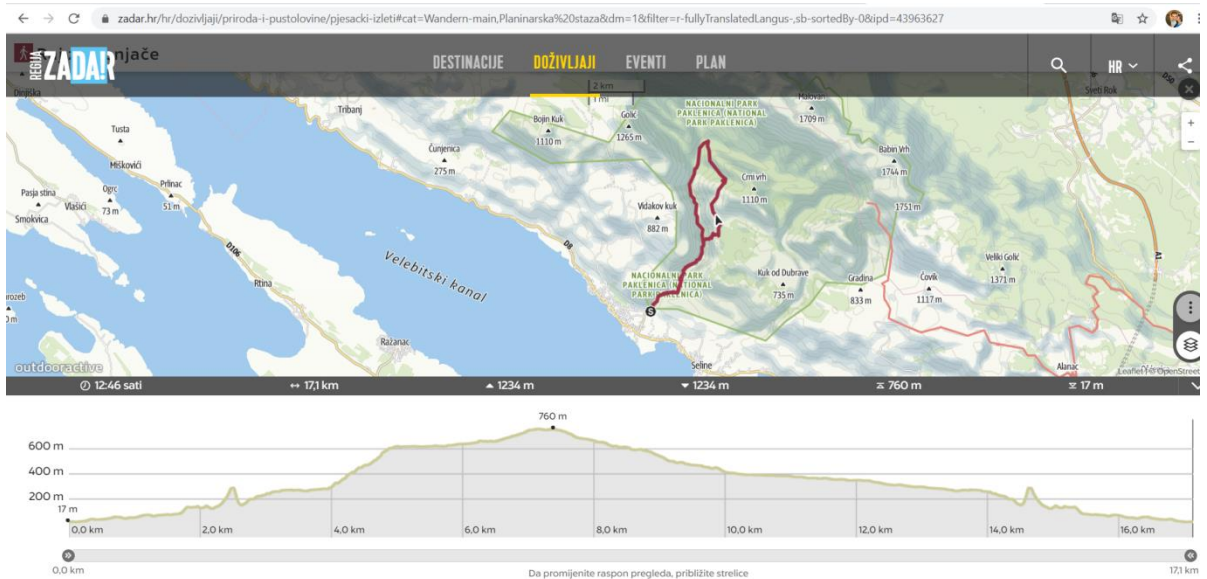 zadar.hr/hr/dozivljaji/priroda-i-pustolovine/pjesacki-izleti#cat=Wandern-main,Planinarska%20staza&dm=1&filter=r-fullyTranslatedLangus-,sb-sortedBy-0&ipd=43963627
REGIJA ZADAR
njače
DESTINACIJE DOŽIVLJAJI EVENTI PLAN
HR
Dinjiška
Tribanj
2 km
1 mi
Sveti Rok
D50
Bojin Kuk
1110 m
Golić
1265 m
NACIONALNI PARK
PAKLENICA (NATIONAL
PARK PAKLENICA)
Malovan
1709 m
Tusta
Miškovići
Čunjenica
275 m
Babin Vrh
1744 m
Pasja stina
Vlašići
Smokvica
Ogrc
73 m
Prlinac
51 m
Crni vrh
1110 m
Vidakov kuk
882 m
1751 m
D106
D8
Velebitski kanal
A1
Veliki Golić
1371 m
Rtina
NACIONALNI PARK
PAKLENICA (NATIONAL
PARK PAKLENICA)
Kuk od Dubrave
735 m
Gradina
833 m
Čovik
1117 m
S
Ražanac
Seline
Alanac
outdooractive
Leaflet | © OpenStreet
12:46 sati 17,1 km 1234 m 1234 m 760 m 17 m
760 m
600 m
400 m
200 m
17 m
0,0 km 2,0 km 4,0 km 6,0 km 8,0 km 10,0 km 12,0 km 14,0 km 16,0 km
0,0 km Da promijenite raspon pregleda, približite strelice 17,1 km